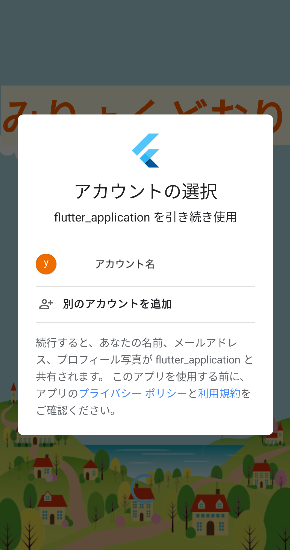 みりょくどおり
アカウントの選択
flutter_application を引き続き使用
y
アカウント名
別のアカウントを追加
続行すると、あなたの名前、メールアドレ
ス、プロフィール写真が flutter_application と
共有されます。 このアプリを使用する前に、
アプリのプライバシー ポリシーと利用規約を
ご確認ください。